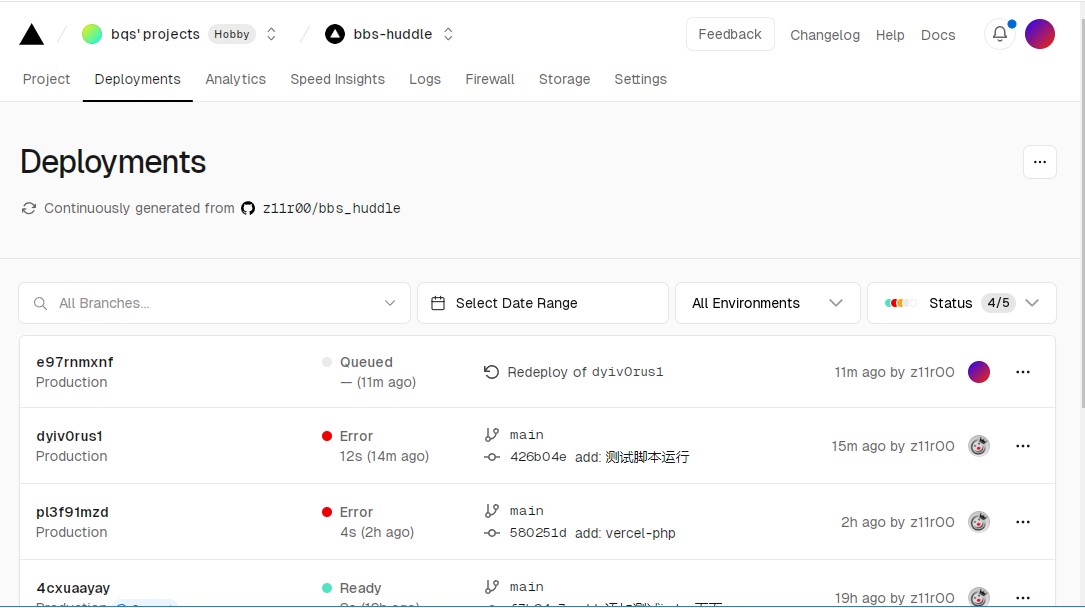 bqs' projects Hobby bbs-huddle Feedback Changelog Help Docs
Project Deployments Analytics Speed Insights Logs Firewall Storage Settings
Deployments
Continuously generated from z11r00/bbs_huddle
All Branches... Select Date Range All Environments Status 4/5
e97rnmxnf Queued Redeploy of dyiv0rus1 11m ago by z11r00
Production — (11m ago)
dyiv0rus1 Error main 15m ago by z11r00
Production 12s (14m ago) 426b04e add: 测试脚本运行
pl3f91mzd Error main 2h ago by z11r00
Production 4s (2h ago) 580251d add: vercel-php
4cxuaayay Ready main 19h ago by z11r00
Production